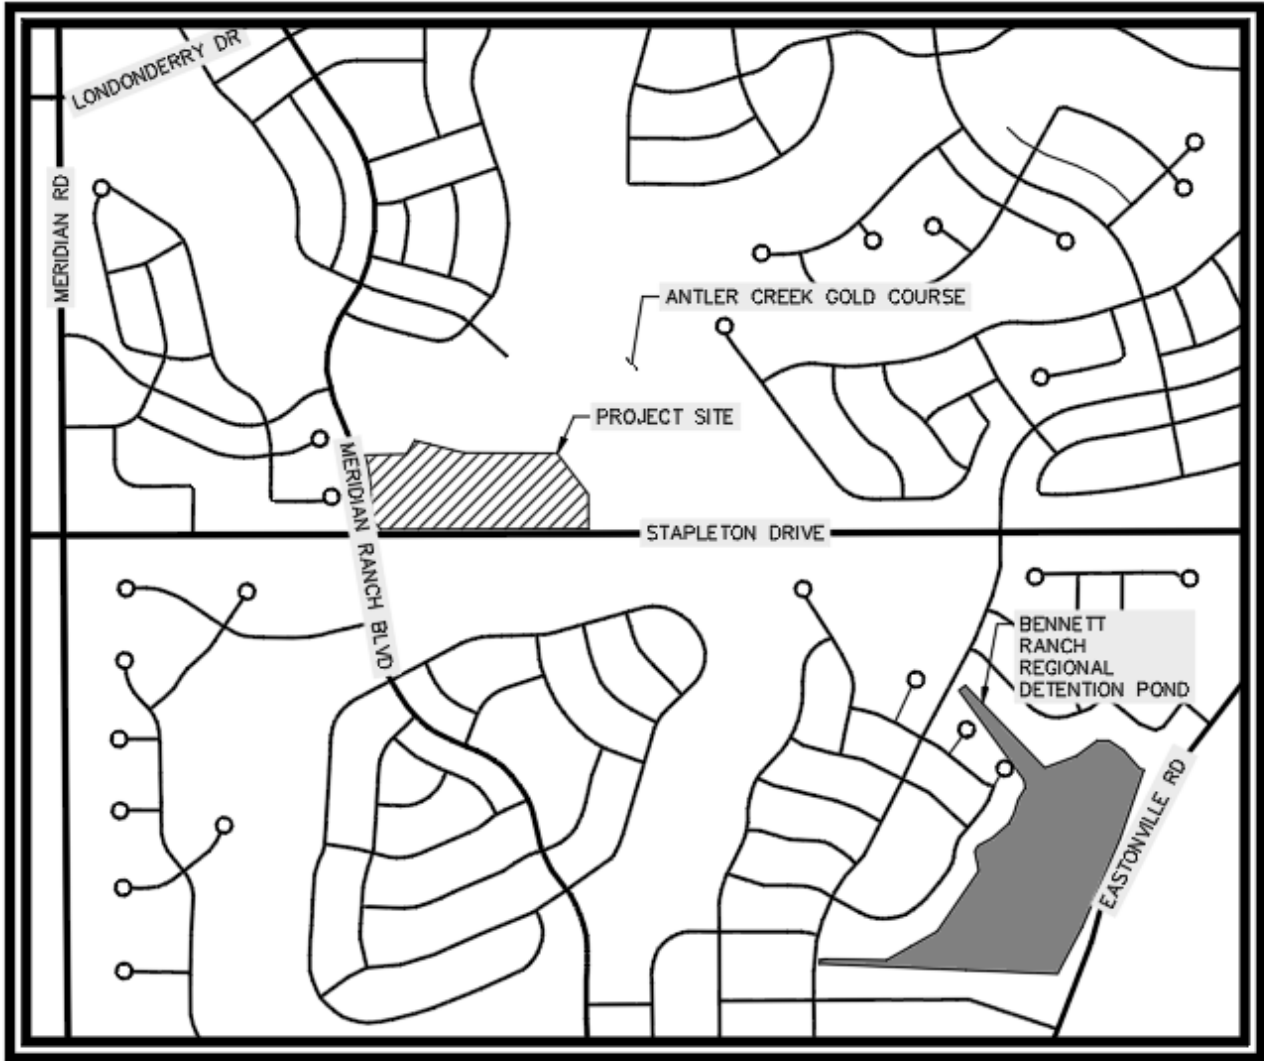 LONDONDERRY DR
MERIDIAN RD
ANTLER CREEK GOLD COURSE
PROJECT SITE
MERIDIAN RANCH BLVD
STAPLETON DRIVE
BENNETT
RANCH
REGIONAL
DETENTION POND
EASTONVILLE RD